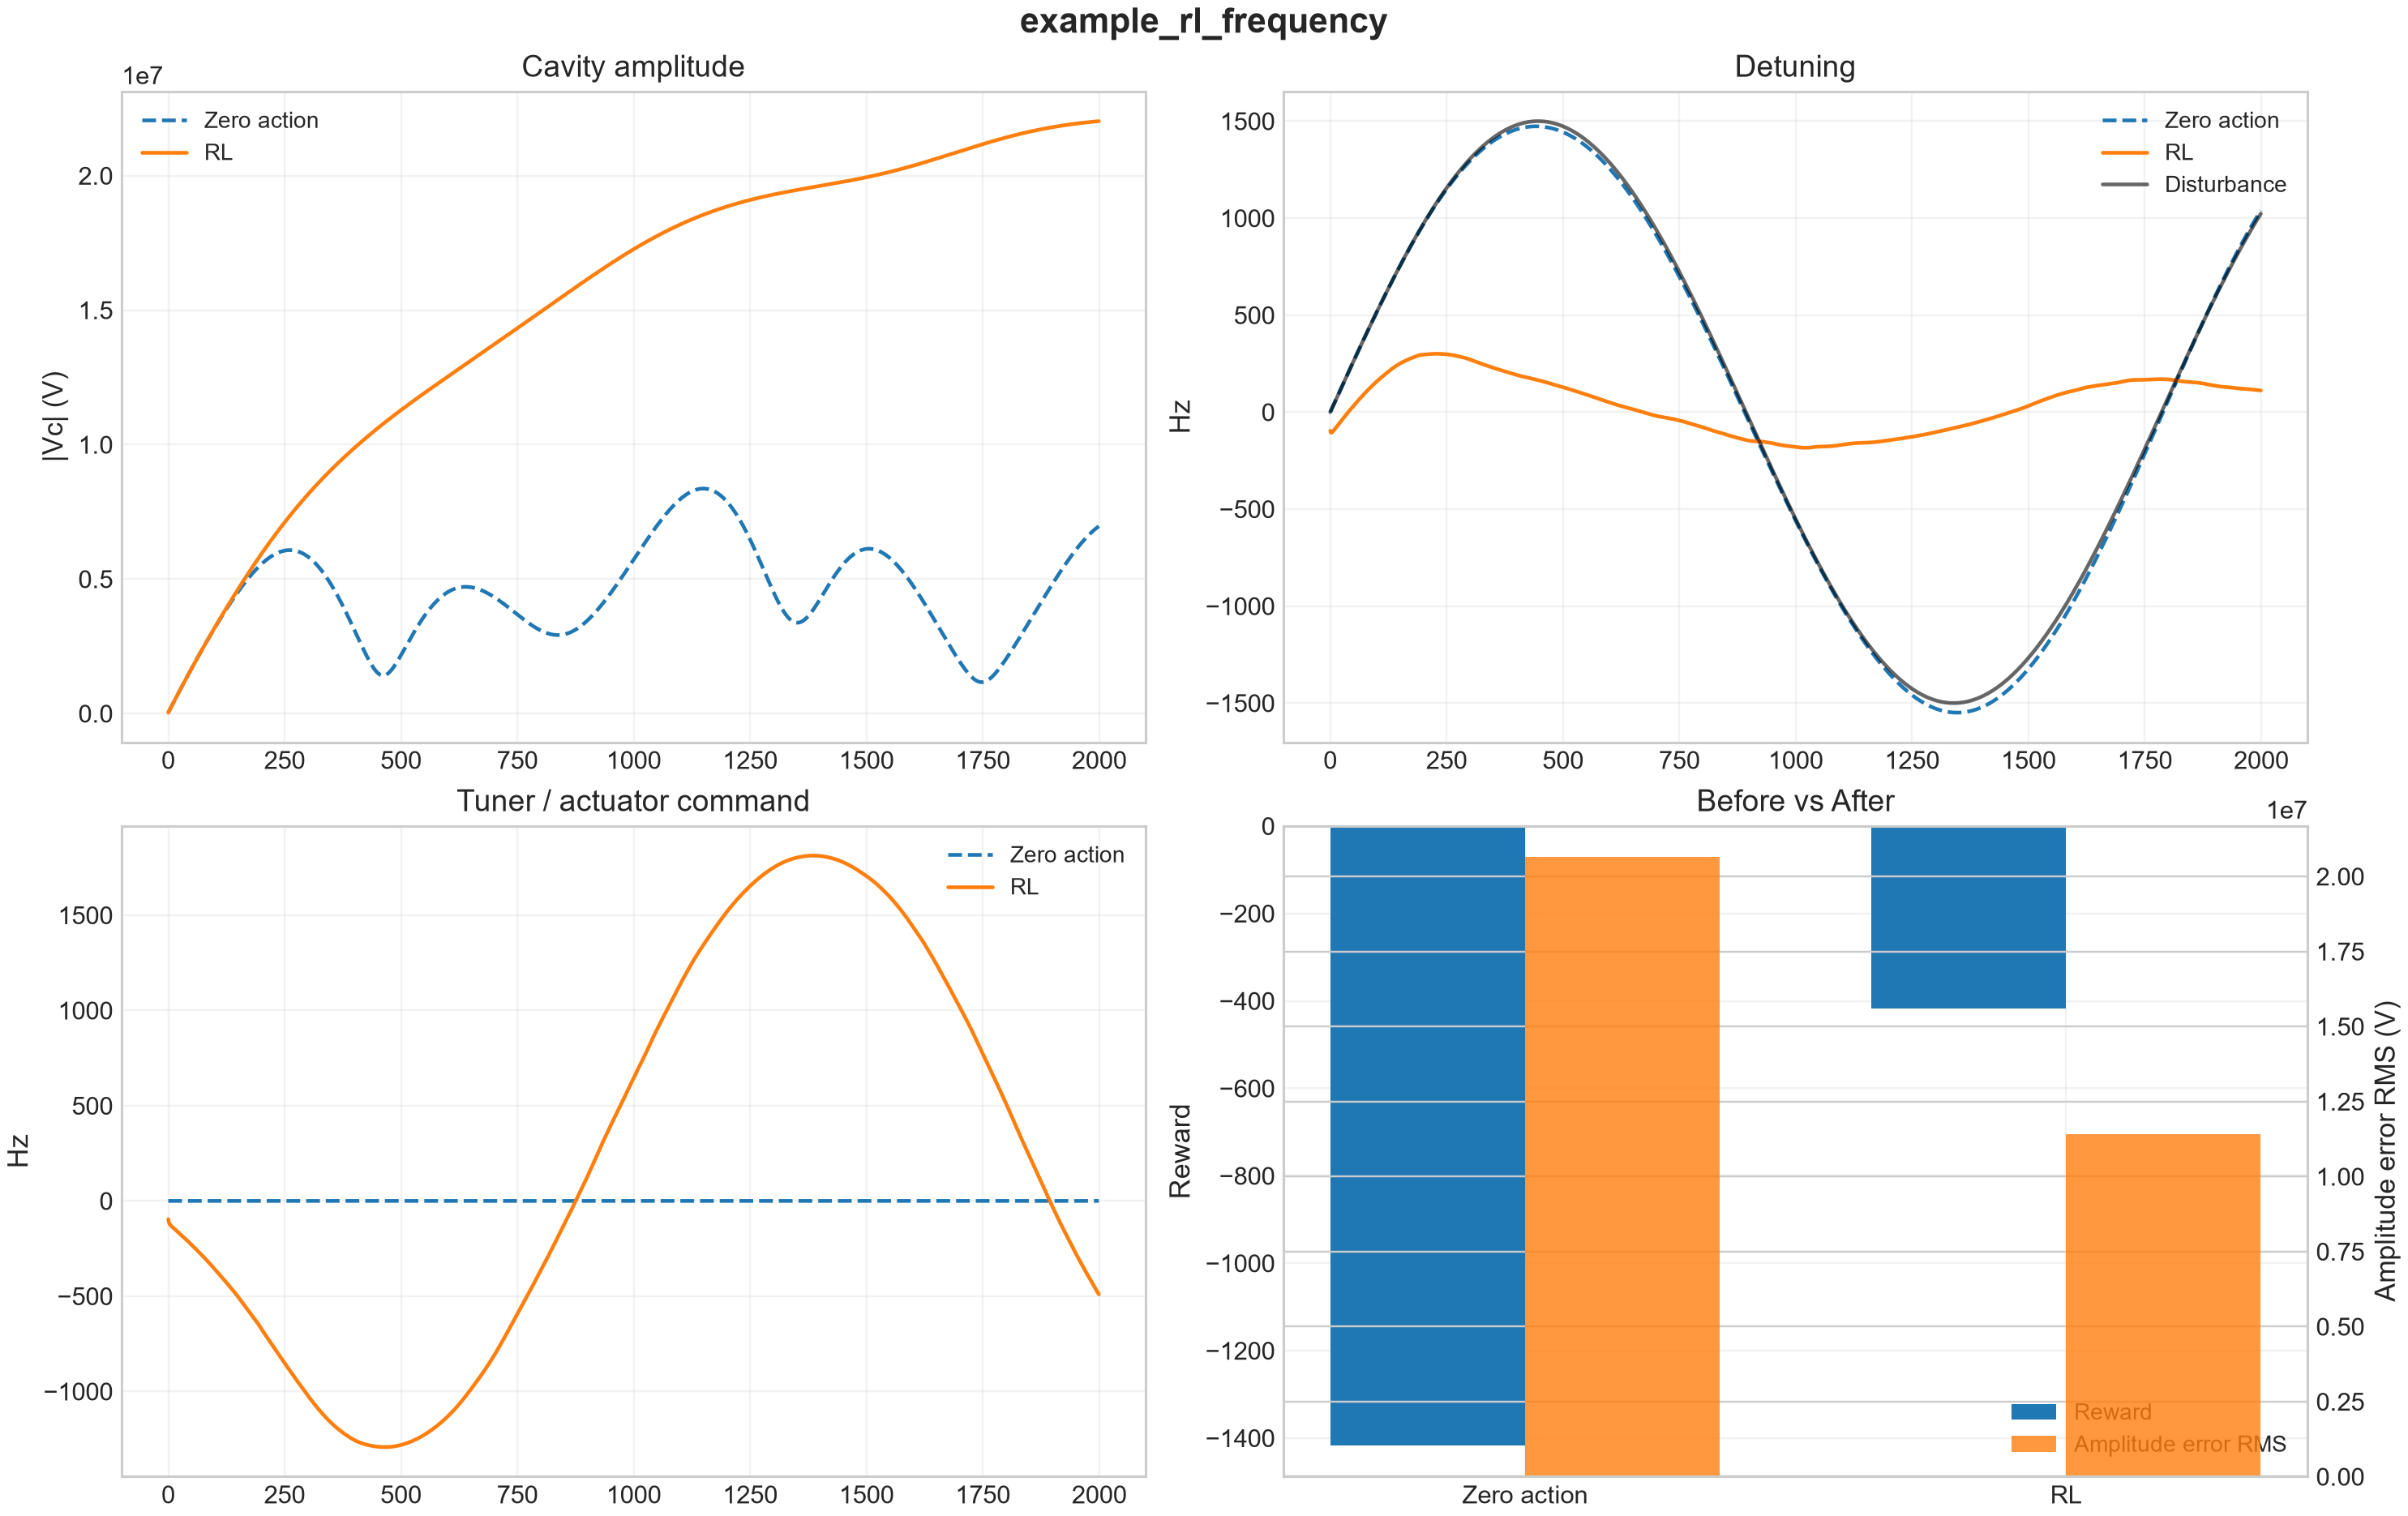 example_rl_frequency
Cavity amplitude
1e7
Zero action
RL
|Vc| (V)
2.0
1.5
1.0
0.5
0.0
0 250 500 750 1000 1250 1500 1750 2000
Detuning
Zero action
RL
Disturbance
Hz
1500
1000
500
0
−500
−1000
−1500
0 250 500 750 1000 1250 1500 1750 2000
Tuner / actuator command
Zero action
RL
Hz
1500
1000
500
0
−500
−1000
0 250 500 750 1000 1250 1500 1750 2000
Before vs After
1e7
Reward
0
−200
−400
−600
−800
−1000
−1200
−1400
2.00
1.75
1.50
1.25
1.00
0.75
0.50
0.25
0.00
Amplitude error RMS (V)
Reward
Amplitude error RMS
Zero action RL